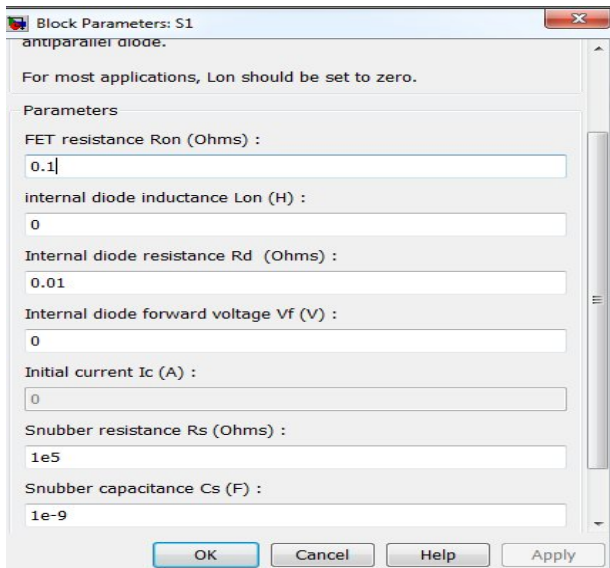 Block Parameters: S1
antiparallel diode.
For most applications, Lon should be set to zero.
Parameters
FET resistance Ron (Ohms) :
0.1
internal diode inductance Lon (H) :
0
Internal diode resistance Rd  (Ohms) :
0.01
Internal diode forward voltage Vf (V) :
0
Initial current Ic (A) :
0
Snubber resistance Rs (Ohms) :
1e5
Snubber capacitance Cs (F) :
1e-9
OK Cancel Help Apply